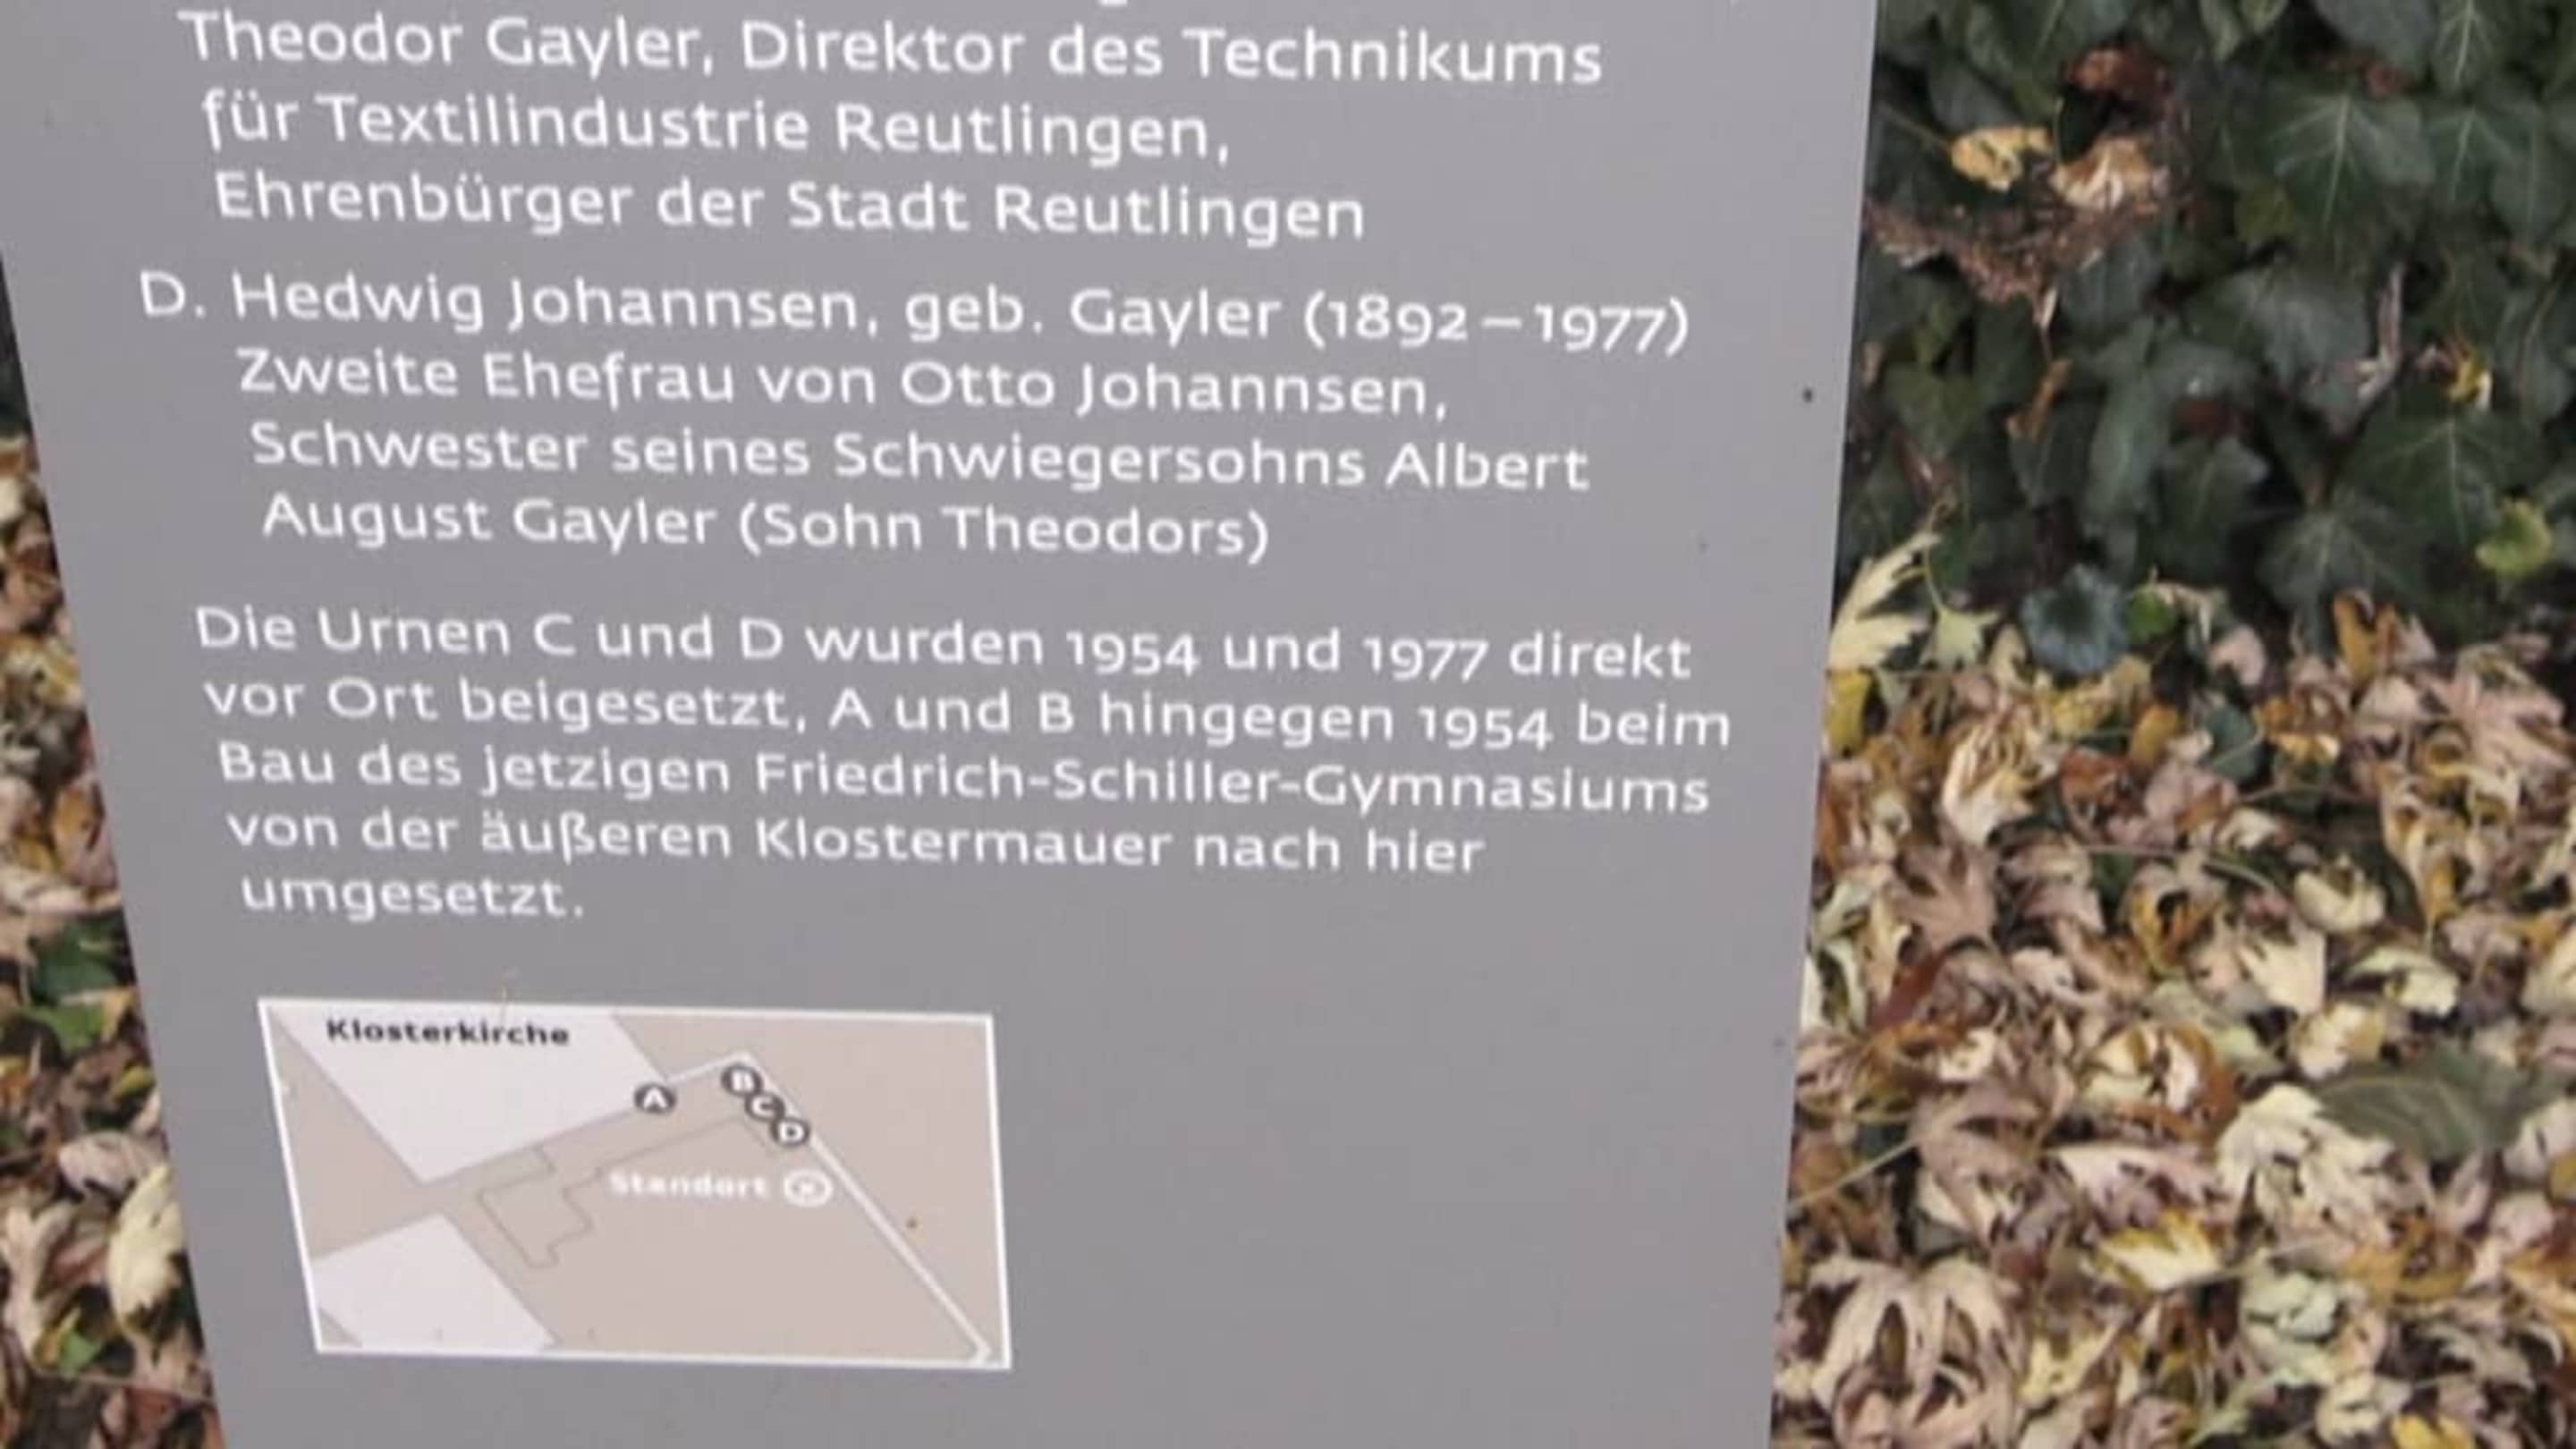 Theodor Gayler, Direktor des Technikums
für Textilindustrie Reutlingen,
Ehrenbürger der Stadt Reutlingen
D. Hedwig Johannsen, geb. Gayler (1892 – 1977)
Zweite Ehefrau von Otto Johannsen,
Schwester seines Schwiegersohns Albert
August Gayler (Sohn Theodors)
Die Urnen C und D wurden 1954 und 1977 direkt
vor Ort beigesetzt, A und B hingegen 1954 beim
Bau des jetzigen Friedrich-Schiller-Gymnasiums
von der äußeren Klostermauer nach hier
umgesetzt.
Klosterkirche
A
B
C
D
Standort